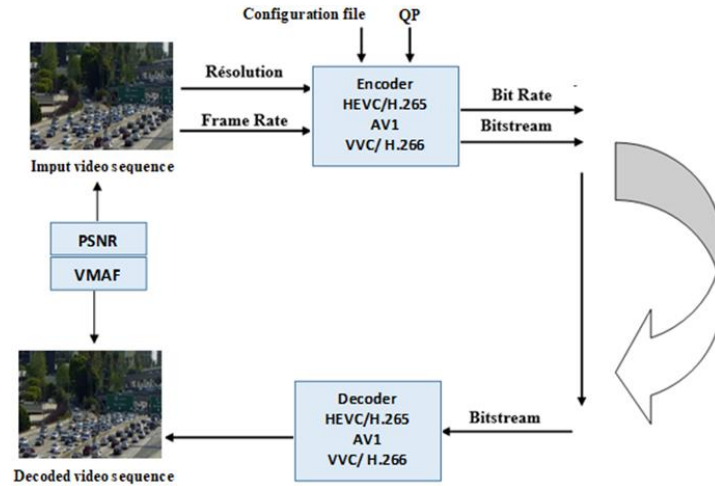 Configuration file
QP
Résolution
Frame Rate
Encoder
HEVC/H.265
AV1
VVC/ H.266
Bit Rate
Bitstream
Imput video sequence
PSNR
VMAF
Decoder
HEVC/H.265
AV1
VVC/ H.266
Bitstream
Decoded video sequence